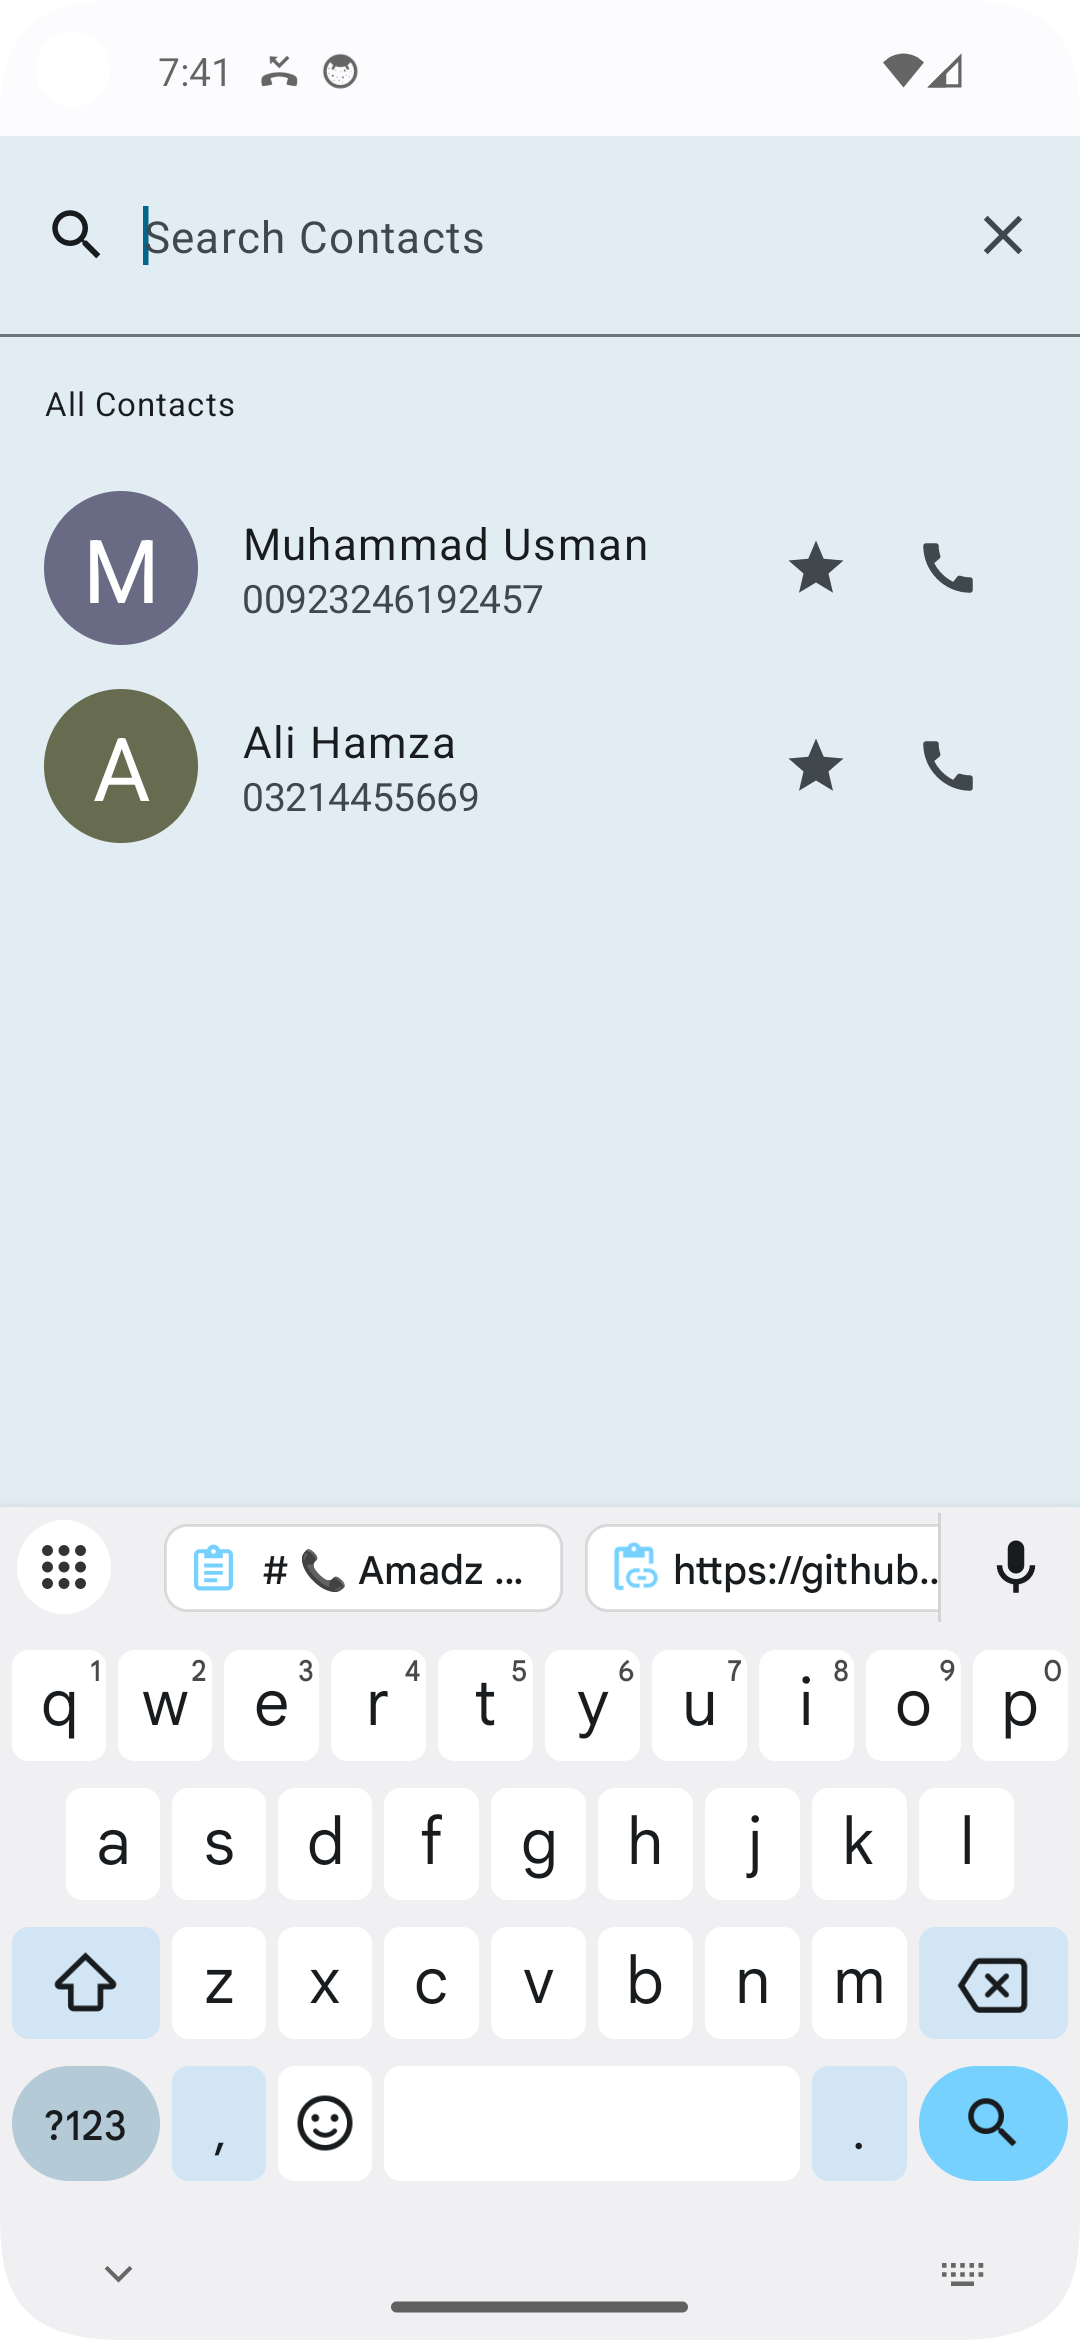 7:41
Search Contacts
All Contacts
M
Muhammad Usman
00923246192457
A
Ali Hamza
03214455669
# 📞 Amadz ...
https://github..
q 1 w 2 e 3 r 4 t 5 y 6 u 7 i 8 o 9 p 0
a s d f g h j k l
z x c v b n m
?123 , .